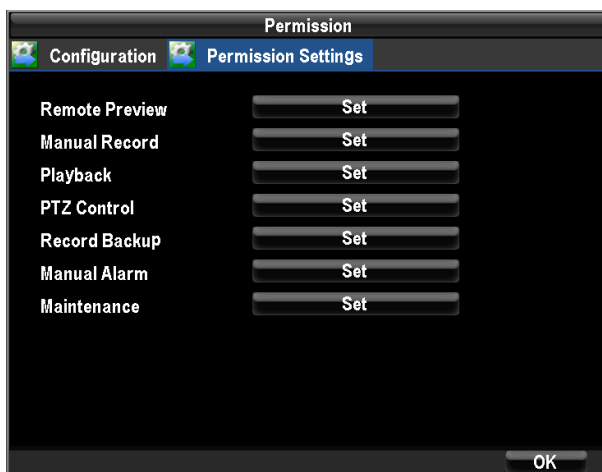 Permission
Configuration Permission Settings
Remote Preview Set
Manual Record Set
Playback Set
PTZ Control Set
Record Backup Set
Manual Alarm Set
Maintenance Set
OK